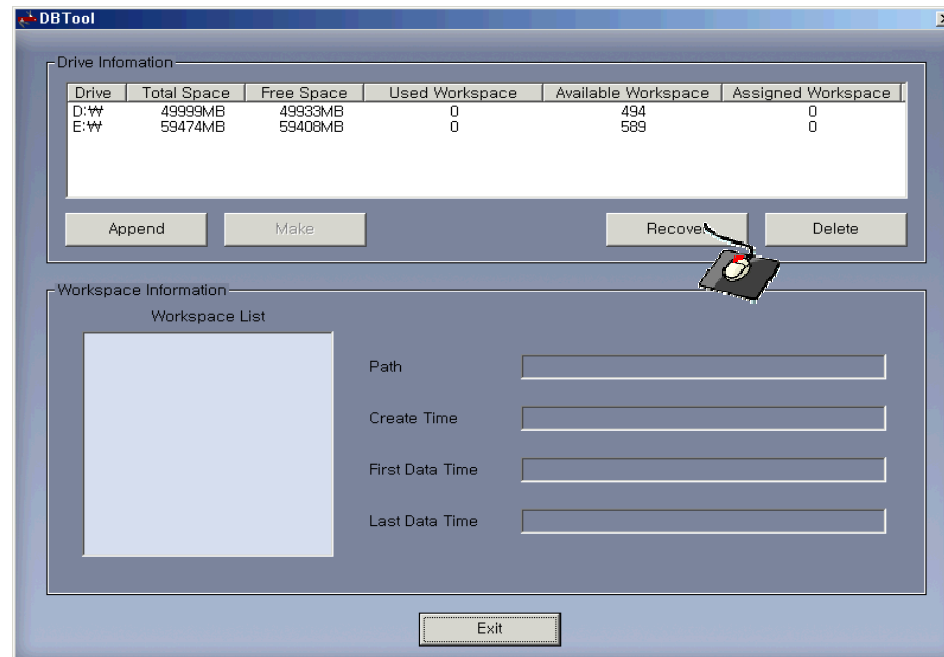 DBTool
Drive Infomation
Drive Total Space Free Space Used Workspace Available Workspace Assigned Workspace
D:₩ 49999MB 49933MB 0 494 0
E:₩ 59474MB 59408MB 0 589 0
Append Make Recover Delete
Workspace Information
Workspace List
Path
Create Time
First Data Time
Last Data Time
Exit